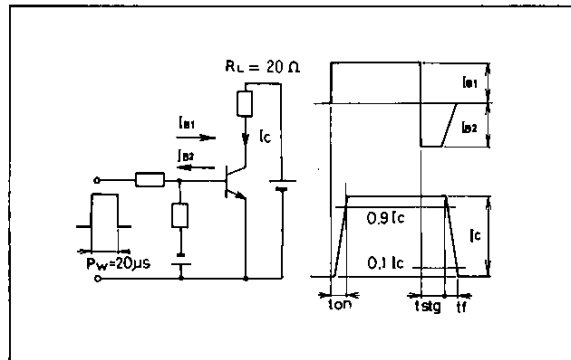 RL = 20 Ω
IB1
IB2
Ic
PW=20µs
IB1
IB2
0,9 Ic
Ic
0,1 Ic
ton
tstg
tf